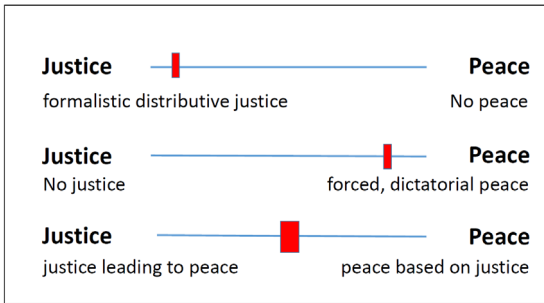 Justice Peace
formalistic distributive justice No peace
Justice Peace
No justice forced, dictatorial peace
Justice Peace
justice leading to peace peace based on justice